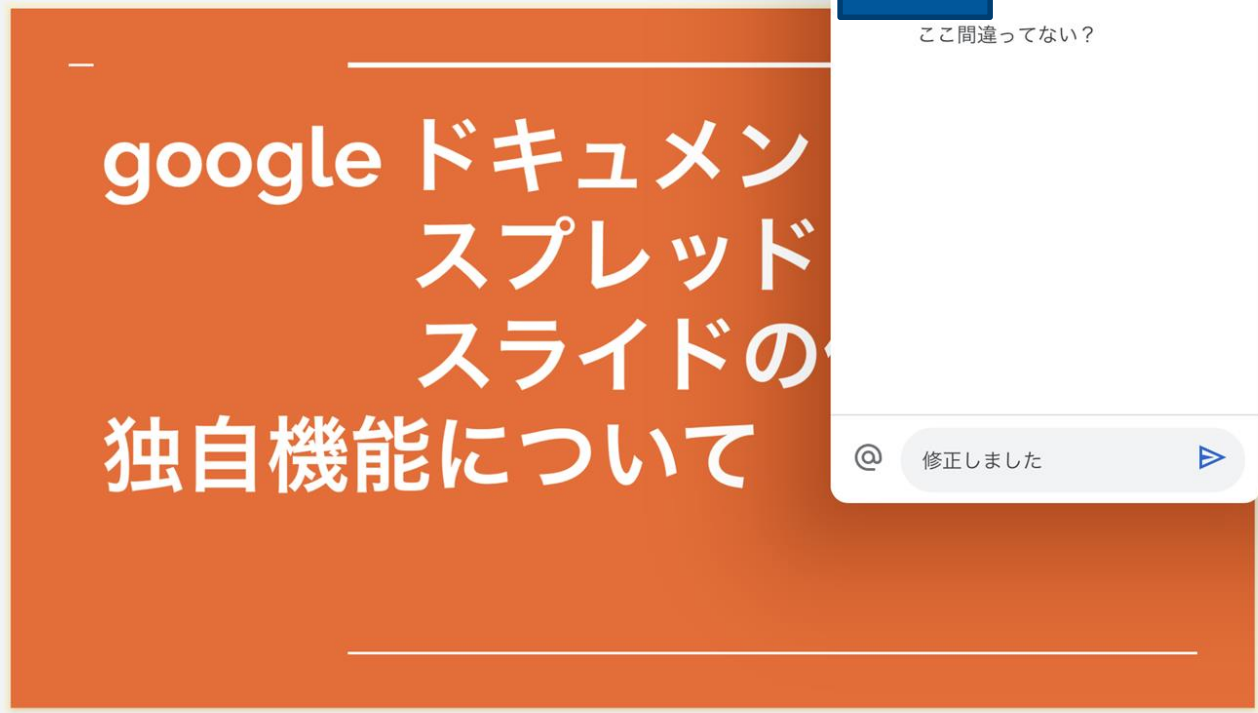 ここ間違ってない？
google ドキュメン
スプレッド
スライドの
独自機能について
@ 修正しました